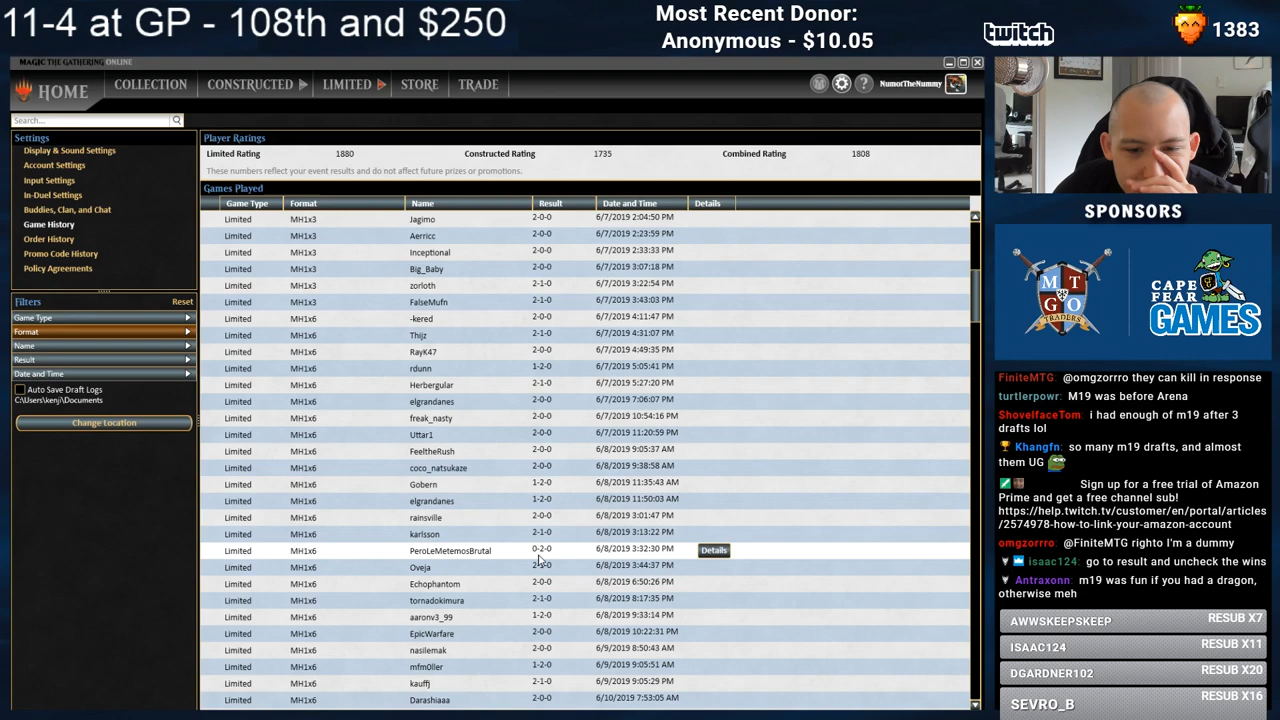 11-4 at GP - 108th and $250
Most Recent Donor:
Anonymous - $10.05
twitch
1383
MAGIC THE GATHERING ONLINE
HOME
COLLECTION
CONSTRUCTED
LIMITED
STORE
TRADE
NumotTheNummy
Search...
Settings
Display & Sound Settings
Account Settings
Input Settings
In-Duel Settings
Buddies, Clan, and Chat
Game History
Order History
Promo Code History
Policy Agreements
Filters Reset
Game Type
Format
Name
Result
Date and Time
Auto Save Draft Logs
C:\Users\kenji\Documents
Change Location
Player Ratings
Limited Rating 1880 Constructed Rating 1735 Combined Rating 1808
These numbers reflect your event results and do not affect future prizes or promotions.
Games Played
Game Type Format Name Result Date and Time Details
Limited MH1x3 Jagimo 2-0-0 6/7/2019 2:04:50 PM
Limited MH1x3 Aerricc 2-0-0 6/7/2019 2:23:59 PM
Limited MH1x3 Inceptional 2-0-0 6/7/2019 2:33:33 PM
Limited MH1x3 Big_Baby 2-0-0 6/7/2019 3:07:18 PM
Limited MH1x3 zorloth 2-1-0 6/7/2019 3:22:54 PM
Limited MH1x3 FalseMufn 2-1-0 6/7/2019 3:43:03 PM
Limited MH1x6 -kered 2-0-0 6/7/2019 4:11:47 PM
Limited MH1x6 Thijz 2-1-0 6/7/2019 4:31:07 PM
Limited MH1x6 RayK47 2-0-0 6/7/2019 4:49:35 PM
Limited MH1x6 rdunn 1-2-0 6/7/2019 5:05:41 PM
Limited MH1x6 Herbergular 2-1-0 6/7/2019 5:27:20 PM
Limited MH1x6 elgrandanes 2-0-0 6/7/2019 7:06:07 PM
Limited MH1x6 freak_nasty 2-0-0 6/7/2019 10:54:16 PM
Limited MH1x6 Uttar1 2-0-0 6/7/2019 11:20:59 PM
Limited MH1x6 FeeltheRush 2-0-0 6/8/2019 9:05:37 AM
Limited MH1x6 coco_natsukaze 2-0-0 6/8/2019 9:38:58 AM
Limited MH1x6 Gobern 1-2-0 6/8/2019 11:35:43 AM
Limited MH1x6 elgrandanes 1-2-0 6/8/2019 11:50:03 AM
Limited MH1x6 rainsville 2-0-0 6/8/2019 3:01:47 PM
Limited MH1x6 karlsson 2-1-0 6/8/2019 3:13:22 PM
Limited MH1x6 PeroLeMetemosBrutal 0-2-0 6/8/2019 3:32:30 PM Details
Limited MH1x6 Oveja 6/8/2019 3:44:37 PM
Limited MH1x6 Echophantom 2-0-0 6/8/2019 6:50:26 PM
Limited MH1x6 tornadokimura 2-1-0 6/8/2019 8:17:35 PM
Limited MH1x6 aaronv3_99 1-2-0 6/8/2019 9:33:14 PM
Limited MH1x6 EpicWarfare 2-0-0 6/8/2019 10:22:31 PM
Limited MH1x6 nasilemak 2-0-0 6/9/2019 8:50:43 AM
Limited MH1x6 mfm0ller 1-2-0 6/9/2019 9:05:51 AM
Limited MH1x6 kauffj 2-1-0 6/9/2019 9:05:29 PM
Limited MH1x6 Darashiaaa 2-0-0 6/10/2019 7:53:05 AM
SPONSORS
MTGO TRADERS
CAPE FEAR GAMES
FiniteMTG: @omgzorrro they can kill in response
turtlepowr: M19 was before Arena
ShovelfaceTom: i had enough of m19 after 3
drafts lol
Khangfn: so many m19 drafts, and almost
them UG
Sign up for a free trial of Amazon
Prime and get a free channel sub!
https://help.twitch.tv/customer/en/portal/articles
/2574978-how-to-link-your-amazon-account
omgzorrro: @FiniteMTG righto I'm a dummy
isaac124: go to result and uncheck the wins
Antraxonn: m19 was fun if you had a dragon,
otherwise meh
AWWSKEEPSKEEP RESUB X7
ISAAC124 RESUB X11
DGARDNER102 RESUB X20
SEVRO_B RESUB X16